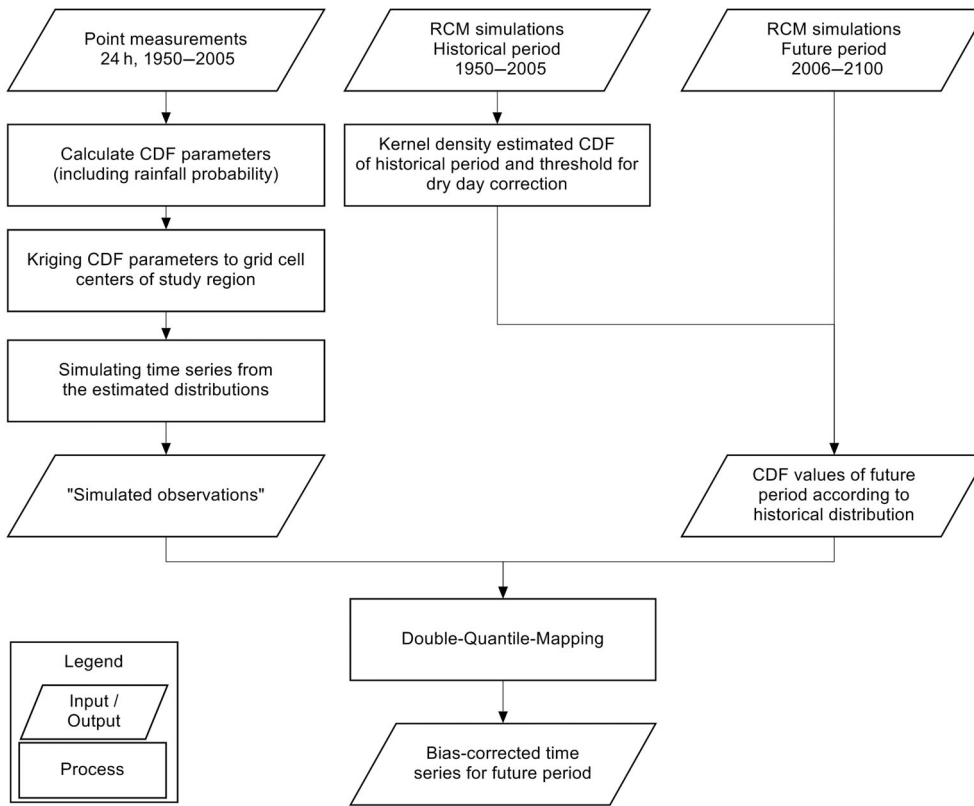 Point measurements
24 h, 1950–2005
RCM simulations
Historical period
1950–2005
RCM simulations
Future period
2006–2100
Calculate CDF parameters
(including rainfall probability)
Kernel density estimated CDF
of historical period and threshold for
dry day correction
Kriging CDF parameters to grid cell
centers of study region
Simulating time series from
the estimated distributions
"Simulated observations"
CDF values of future
period according to
historical distribution
Double-Quantile-Mapping
Bias-corrected time
series for future period
Legend
Input /
Output
Process